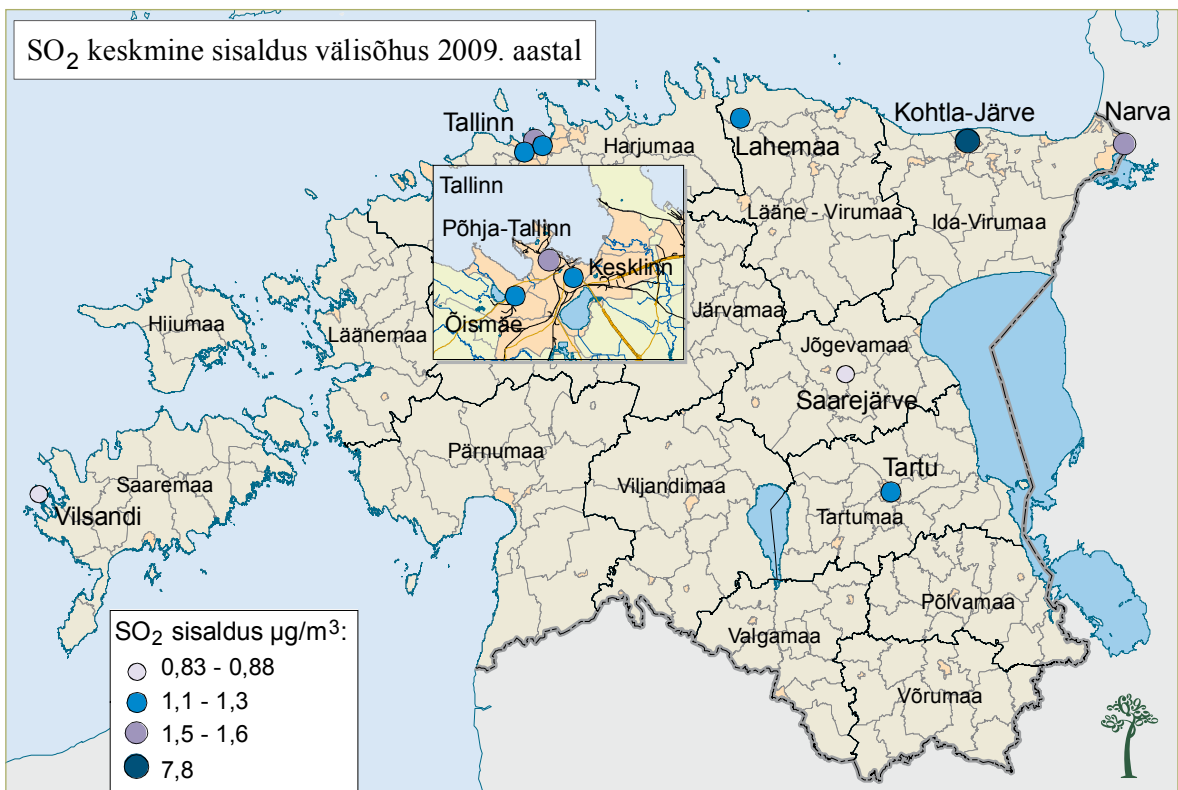 SO₂ keskmine sisaldus välisõhus 2009. aastal
Tallinn
Harjumaa
Lahemaa
Kohtla-Järve
Narva
Tallinn
Põhja-Tallinn
Kesklinn
Õismäe
Lääne - Virumaa
Ida-Virumaa
Hiiumaa
Läänemaa
Järvamaa
Jõgevamaa
Saarejärve
Saaremaa
Vilsandi
Pärnumaa
Viljandimaa
Tartu
Tartumaa
Põlvamaa
Valgamaa
Võrumaa
SO₂ sisaldus µg/m³:
0,83 - 0,88
1,1 - 1,3
1,5 - 1,6
7,8